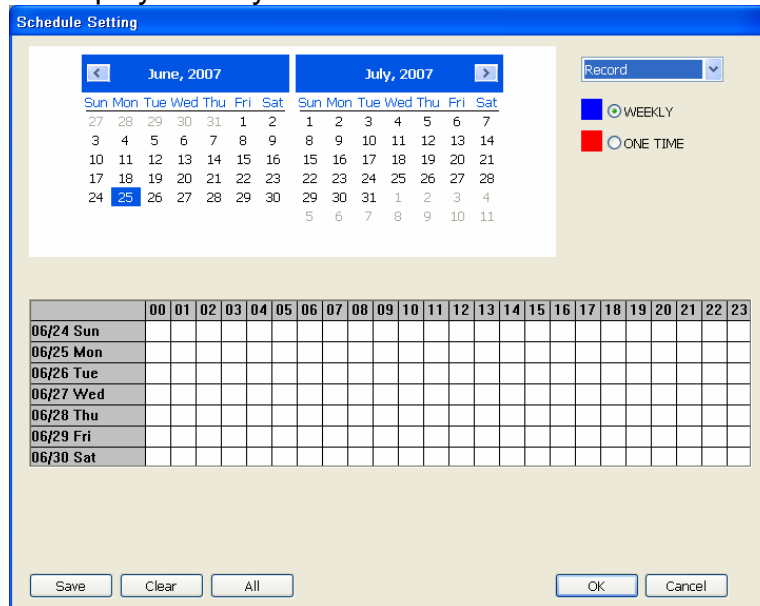 Schedule Setting
June, 2007 July, 2007 Record
Sun Mon Tue Wed Thu Fri Sat Sun Mon Tue Wed Thu Fri Sat
27 28 29 30 31 1 2 1 2 3 4 5 6 7 WEEKLY
3 4 5 6 7 8 9 8 9 10 11 12 13 14 ONE TIME
10 11 12 13 14 15 16 15 16 17 18 19 20 21
17 18 19 20 21 22 23 22 23 24 25 26 27 28
24 25 26 27 28 29 30 29 30 31 1 2 3 4
5 6 7 8 9 10 11
00 01 02 03 04 05 06 07 08 09 10 11 12 13 14 15 16 17 18 19 20 21 22 23
06/24 Sun
06/25 Mon
06/26 Tue
06/27 Wed
06/28 Thu
06/29 Fri
06/30 Sat
Save Clear All OK Cancel